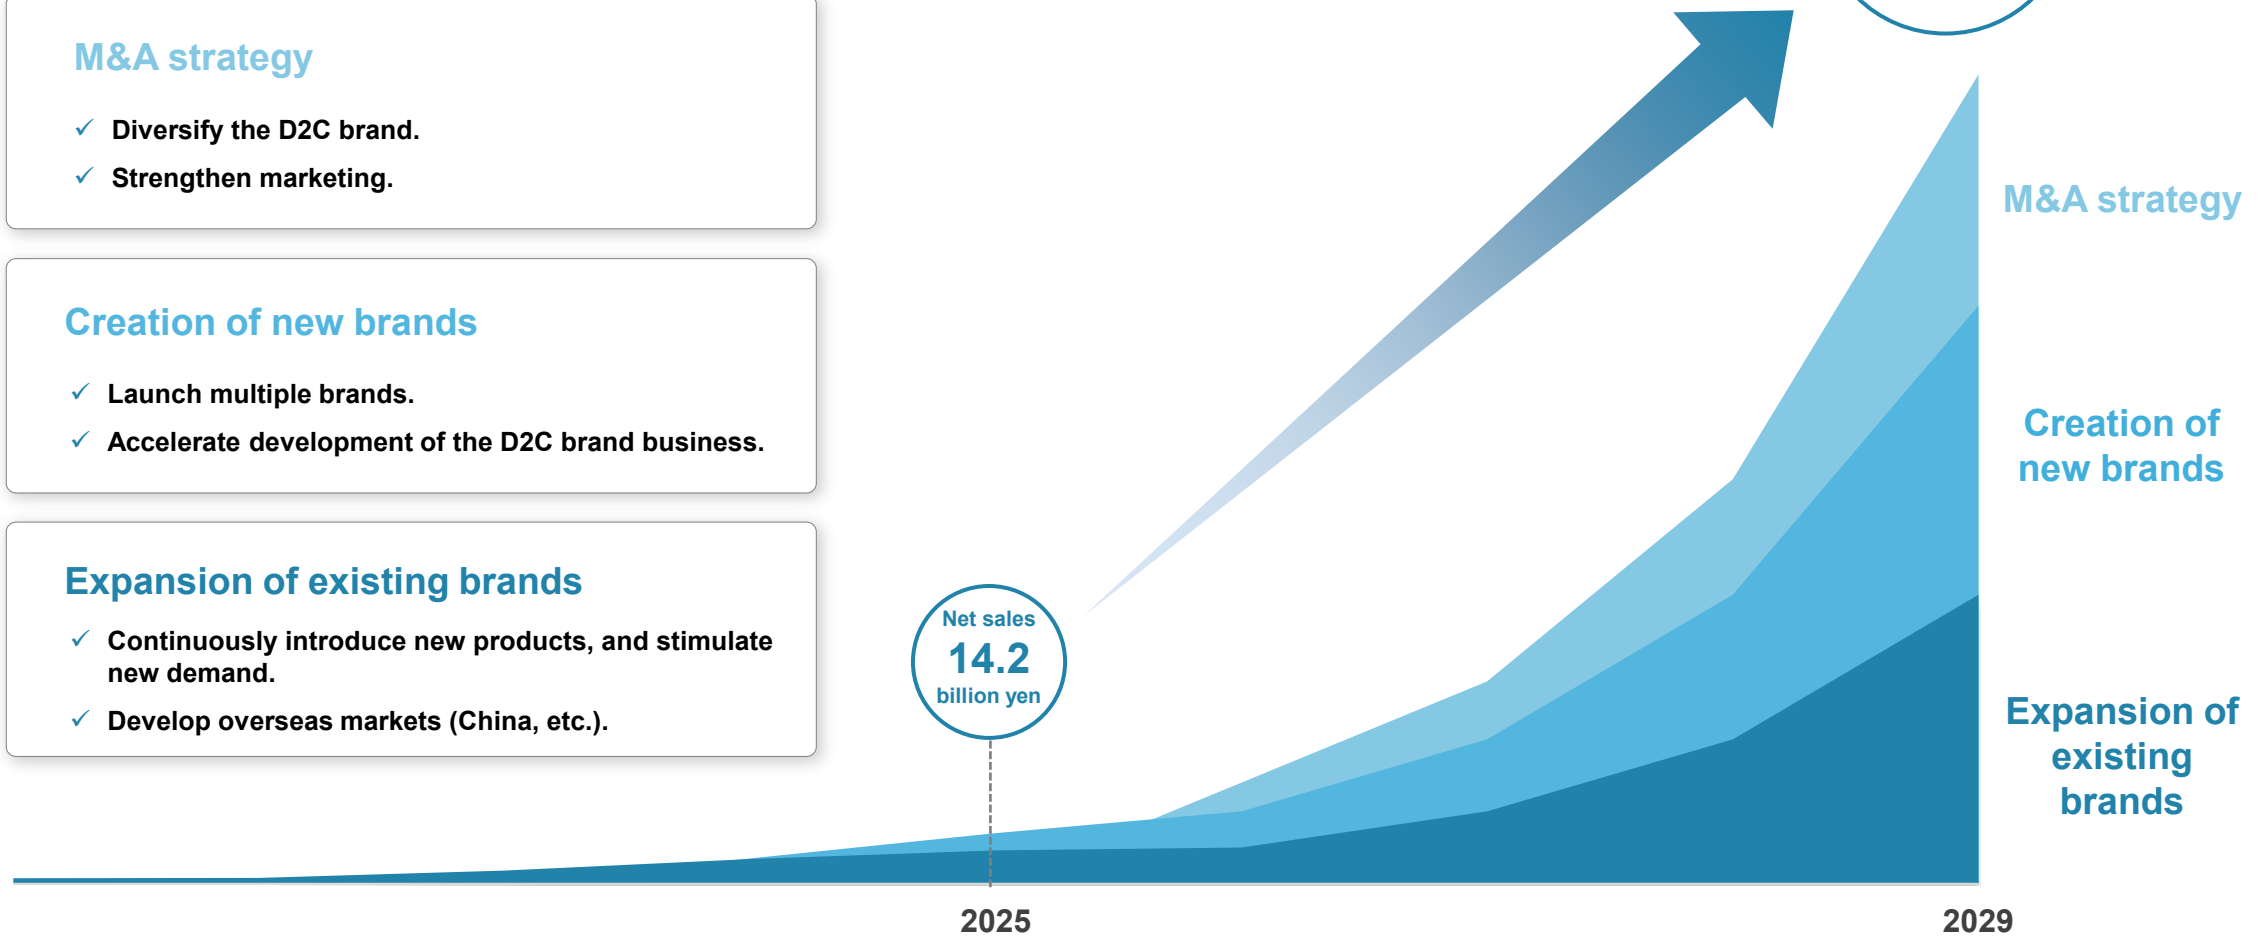 M&A strategy
✓ Diversify the D2C brand.
✓ Strengthen marketing.
Creation of new brands
✓ Launch multiple brands.
✓ Accelerate development of the D2C brand business.
Expansion of existing brands
✓ Continuously introduce new products, and stimulate
new demand.
✓ Develop overseas markets (China, etc.).
Net sales
14.2
billion yen
M&A strategy
Creation of
new brands
Expansion of
existing
brands
2025
2029